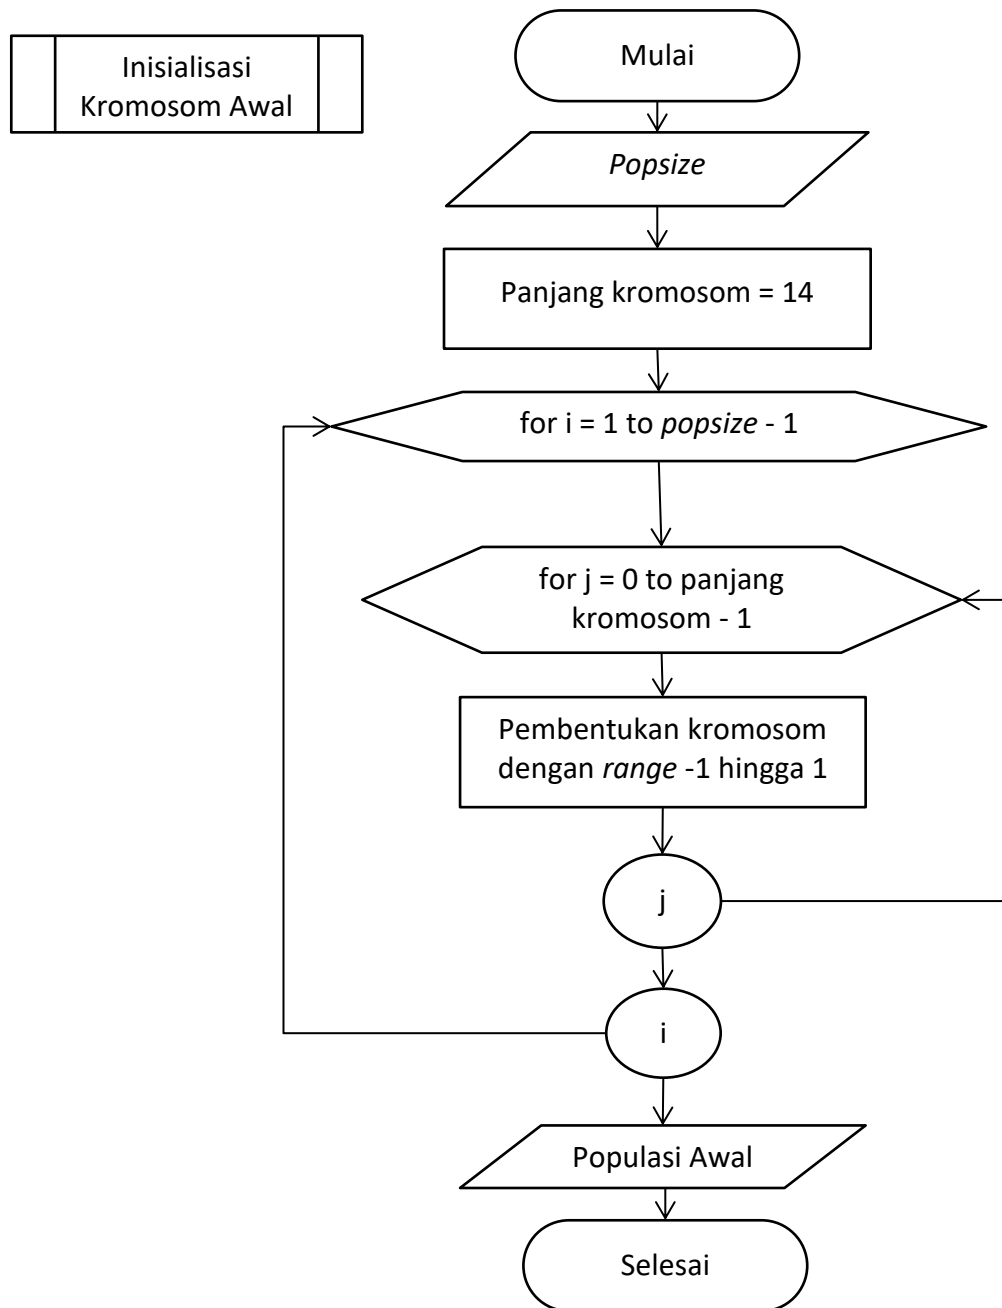 Inisialisasi
Kromosom Awal
Mulai
Popsize
Panjang kromosom = 14
for i = 1 to popsize - 1
for j = 0 to panjang
kromosom - 1
Pembentukan kromosom
dengan range -1 hingga 1
j
i
Populasi Awal
Selesai